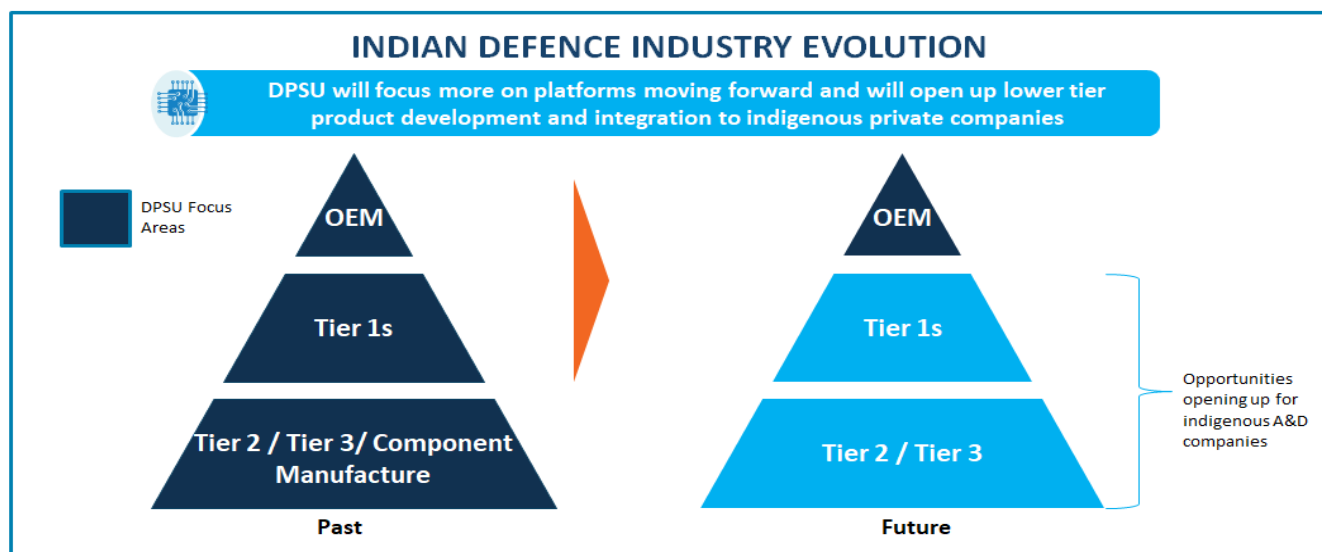 INDIAN DEFENCE INDUSTRY EVOLUTION
DPSU will focus more on platforms moving forward and will open up lower tier
product development and integration to indigenous private companies
DPSU Focus
Areas
OEM
Tier 1s
Tier 2 / Tier 3/ Component
Manufacture
Past
OEM
Tier 1s
Tier 2 / Tier 3
Future
Opportunities
opening up for
indigenous A&D
companies